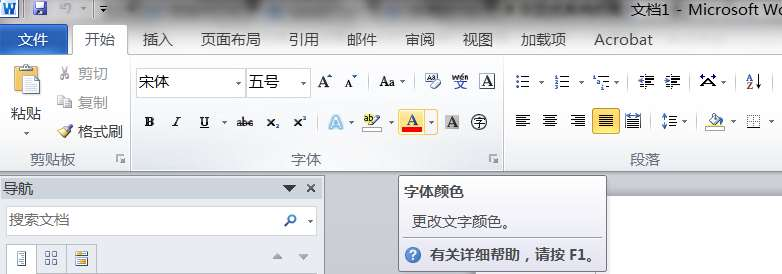 文档1 - Microsoft Wo
文件 开始 插入 页面布局 引用 邮件 审阅 视图 加载项 Acrobat
粘贴
剪切
复制
格式刷
剪贴板
宋体 五号 A A Aa wén A
B I U abc x₂ x² A ab A A 字
字体
A Z
段落
导航
搜索文档
字体颜色
更改文字颜色。
有关详细帮助，请按 F1。